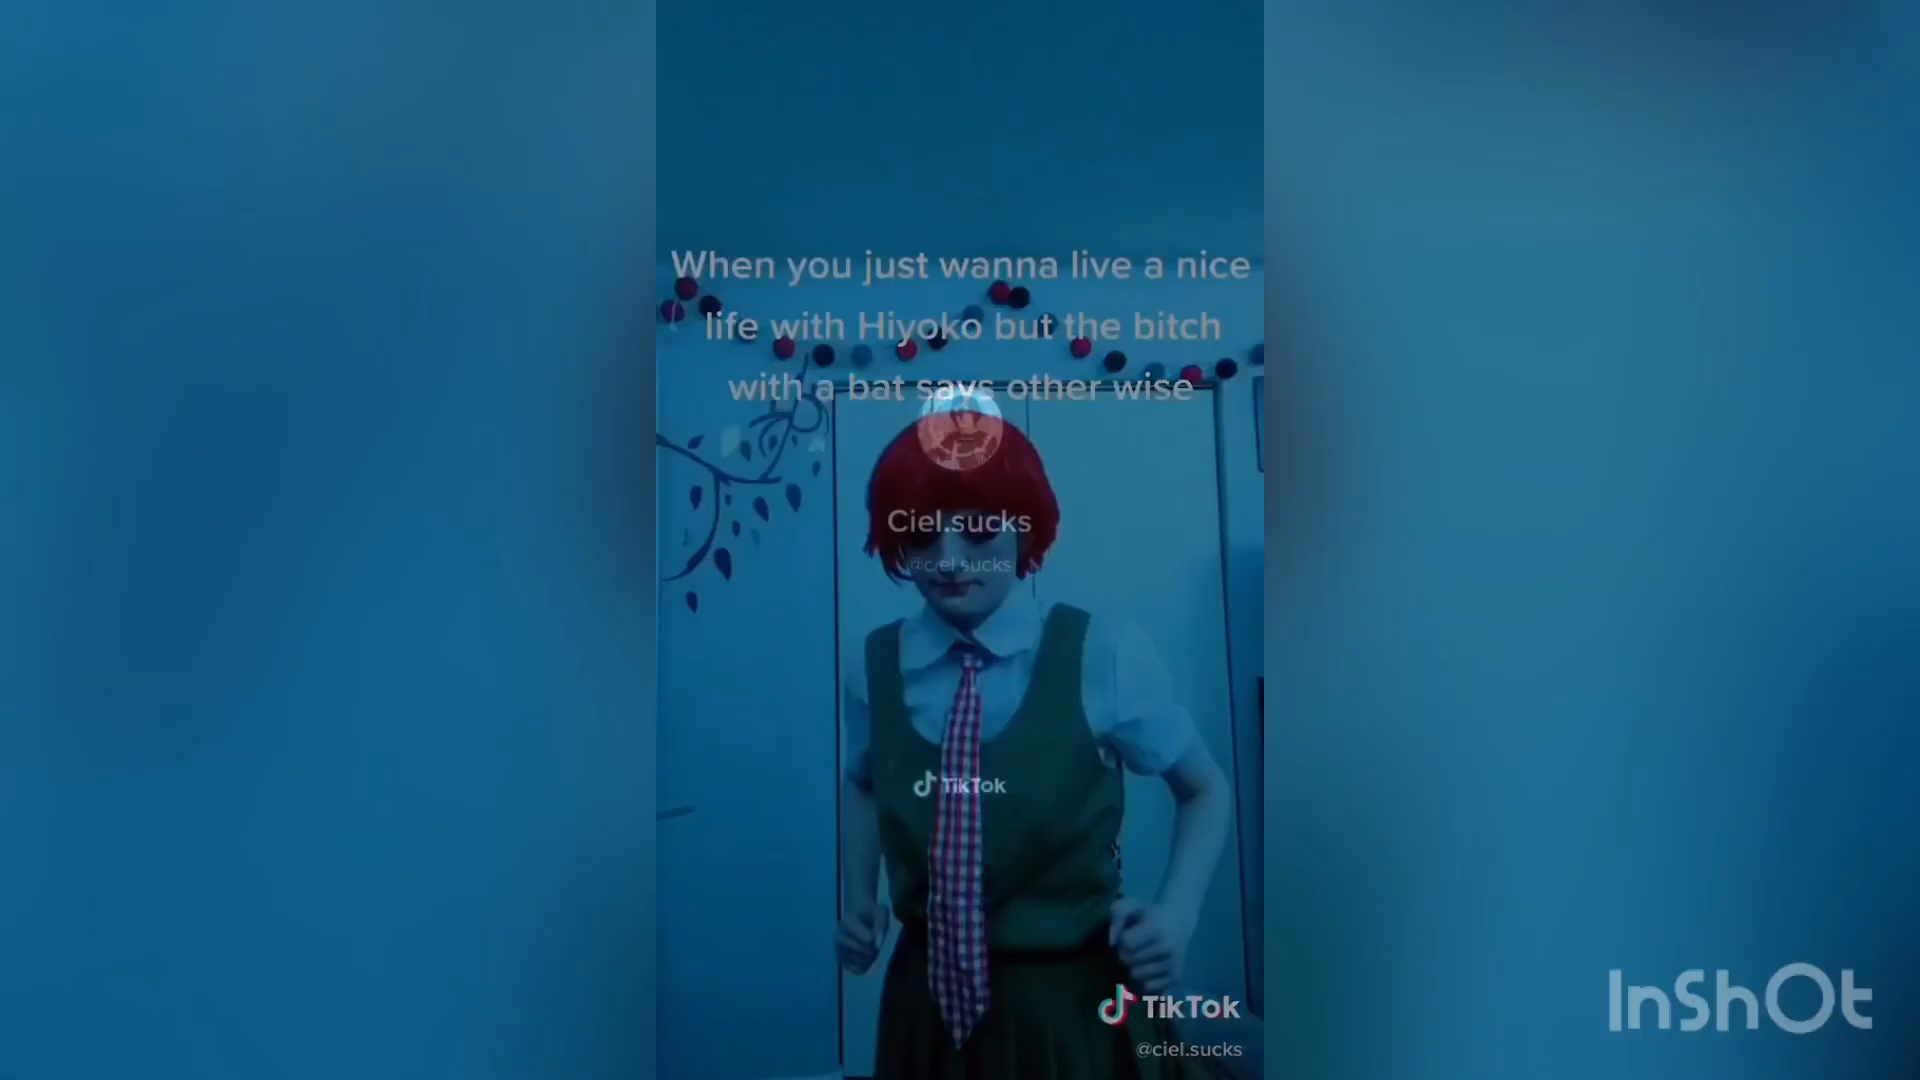 When you just wanna live a nice
life with Hiyoko but the bitch
with a bat says other wise
Ciel.sucks
@ciel.sucks
TikTok
TikTok
@ciel.sucks
InShOt